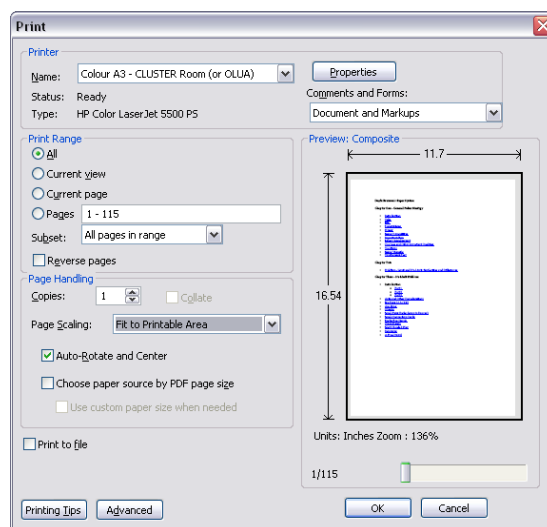 Print
Printer
Name: Colour A3 - CLUSTER Room (or OLUA) Properties
Status: Ready Comments and Forms:
Type: HP Color LaserJet 5500 PS Document and Markups
Print Range
All
Current view
Current page
Pages 1 - 115
Subset: All pages in range
Reverse pages
Page Handling
Copies: 1 Collate
Page Scaling: Fit to Printable Area
Auto-Rotate and Center
Choose paper source by PDF page size
Use custom paper size when needed
Print to file
Preview: Composite
11.7
16.54
Units: Inches Zoom : 136%
1/115
Printing Tips Advanced OK Cancel